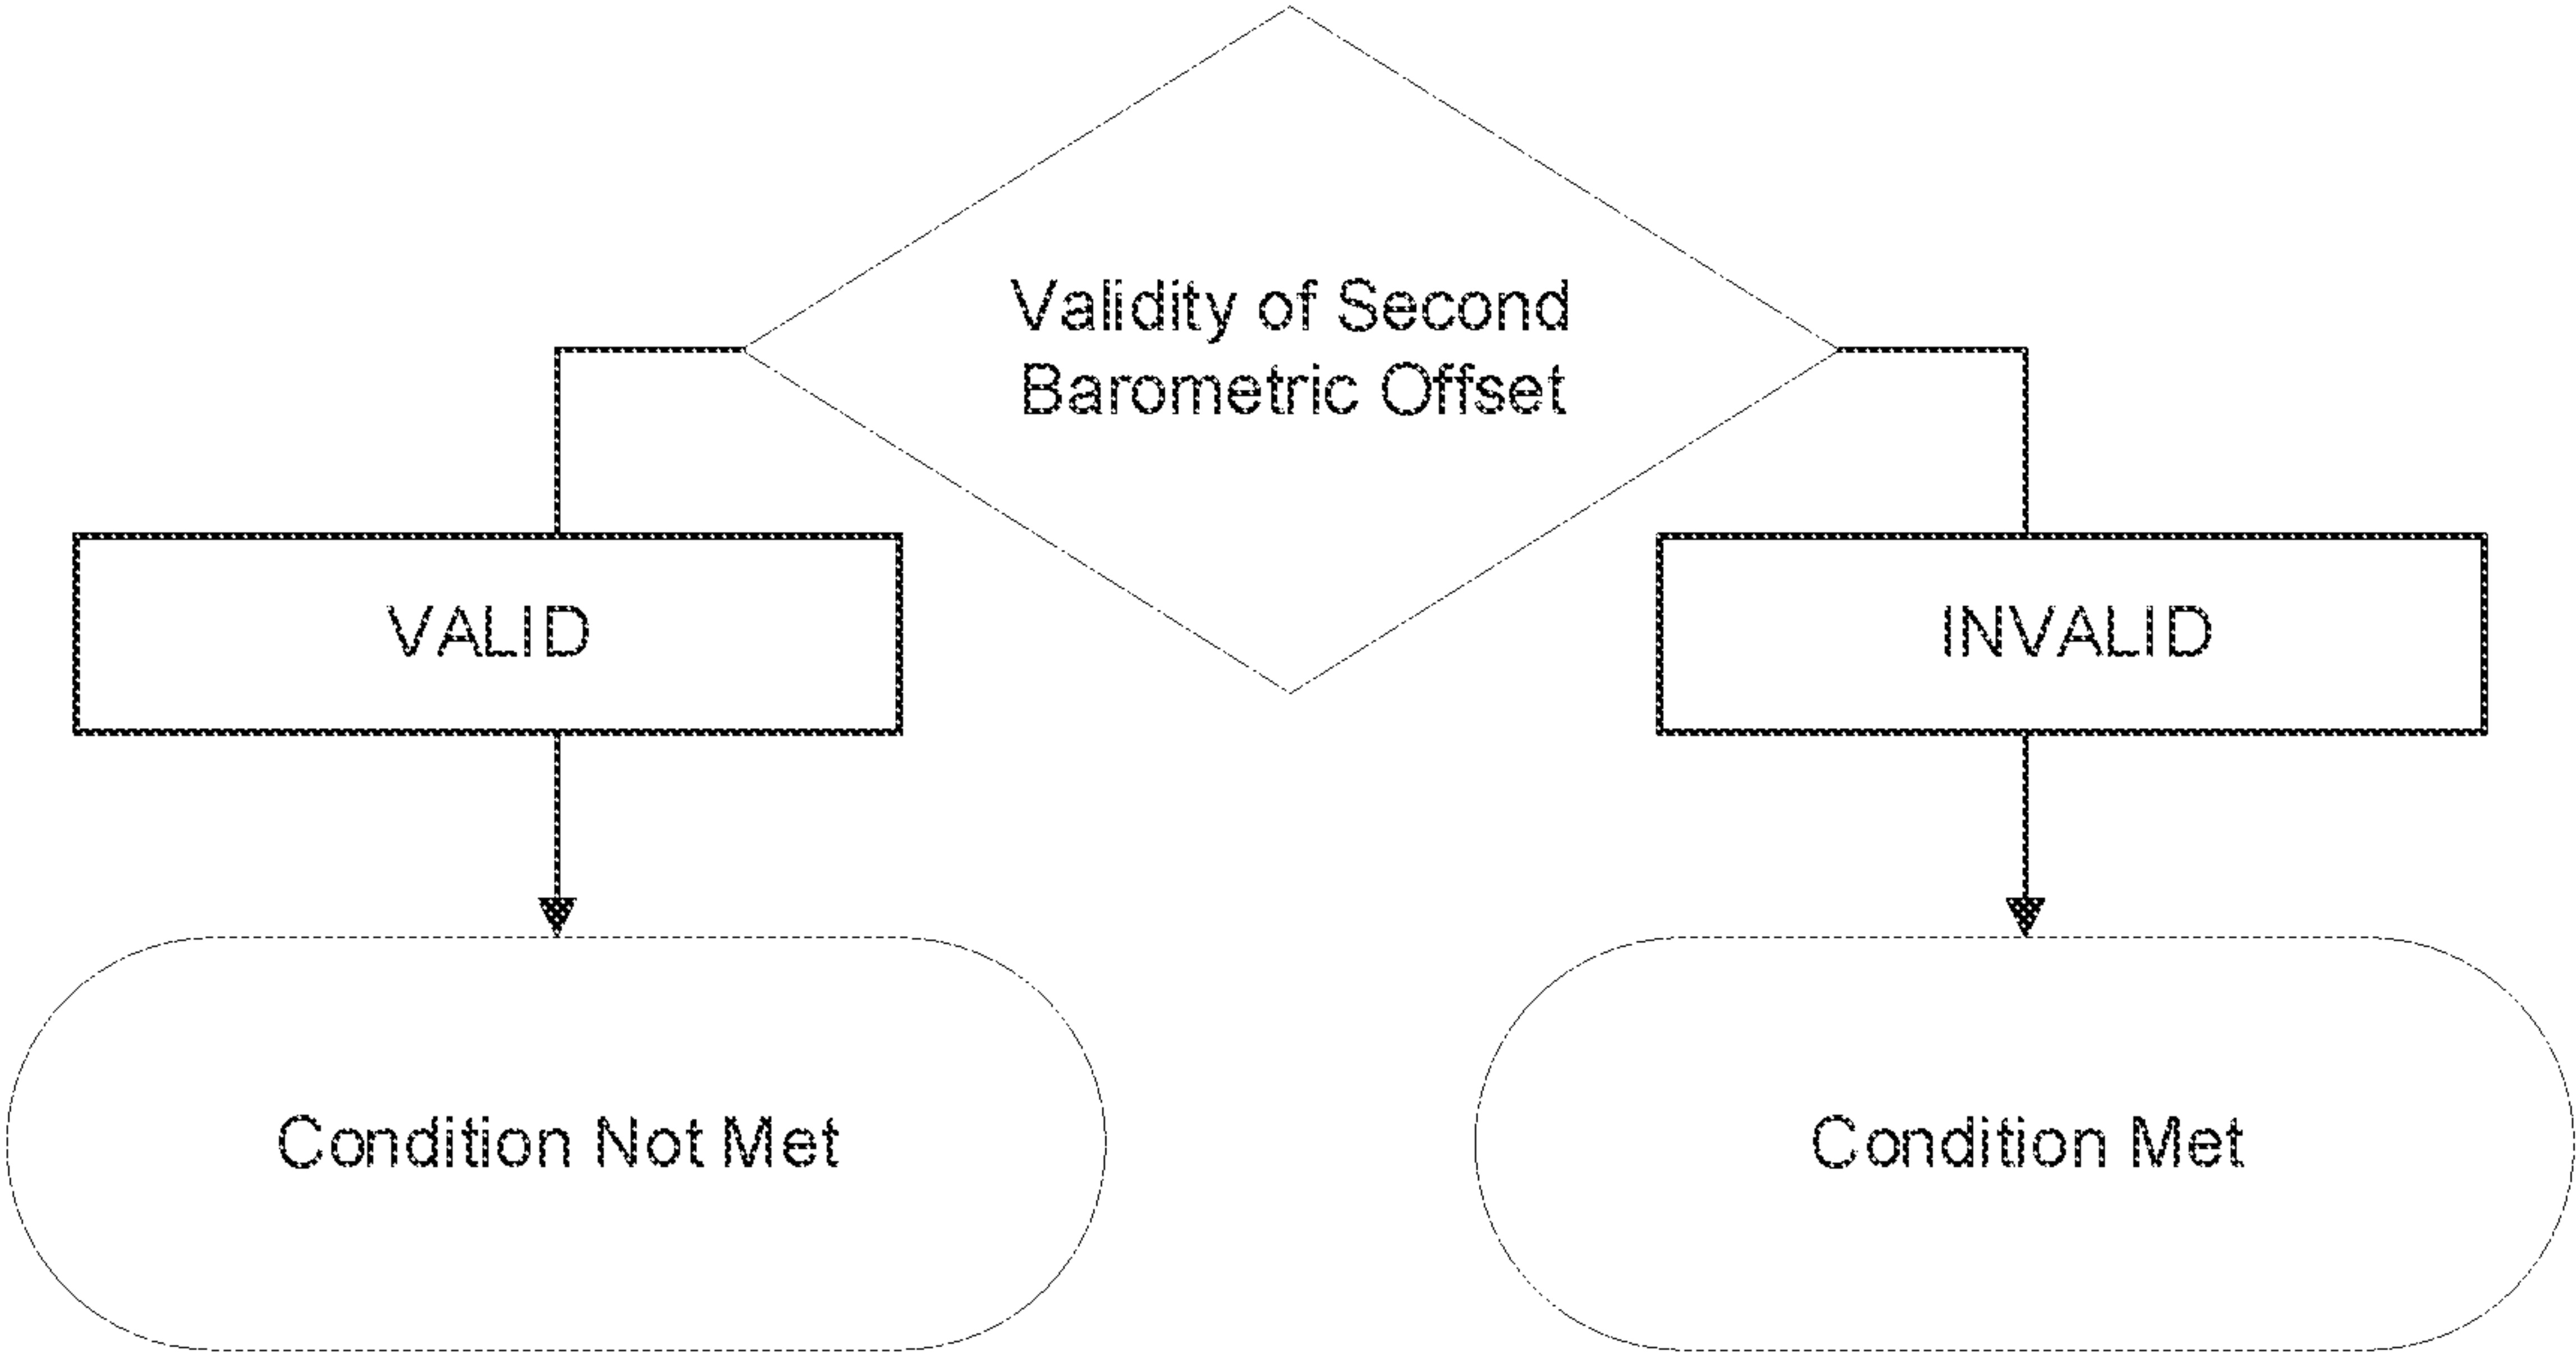 Validity of Second
Barometric Offset
VALID
INVALID
Condition Not Met
Condition Met